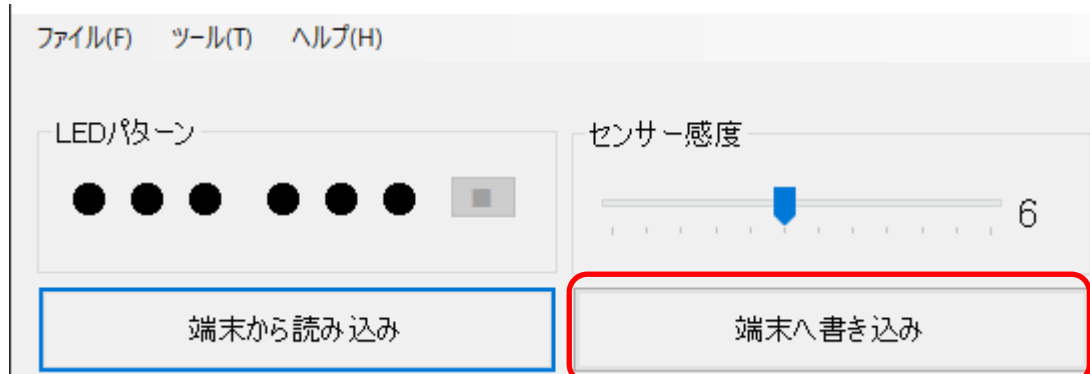 ファイル(F) ツール(T) ヘルプ(H)
LEDパターン
センサー感度
6
端末から読み込み
端末へ書き込み